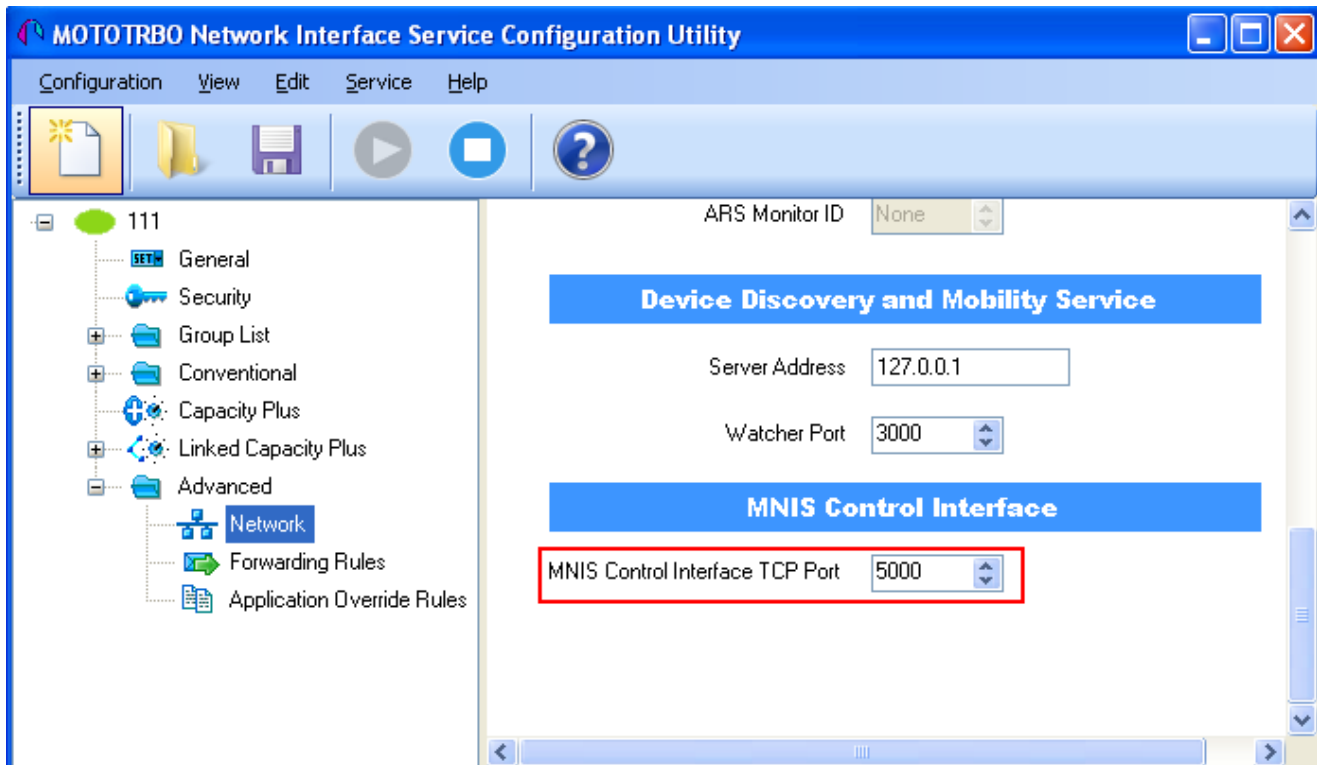 MOTOTRBO Network Interface Service Configuration Utility
Configuration View Edit Service Help
111
SET General
Security
Group List
Conventional
Capacity Plus
Linked Capacity Plus
Advanced
Network
Forwarding Rules
Application Override Rules
ARS Monitor ID None
Device Discovery and Mobility Service
Server Address 127.0.0.1
Watcher Port 3000
MNIS Control Interface
MNIS Control Interface TCP Port 5000